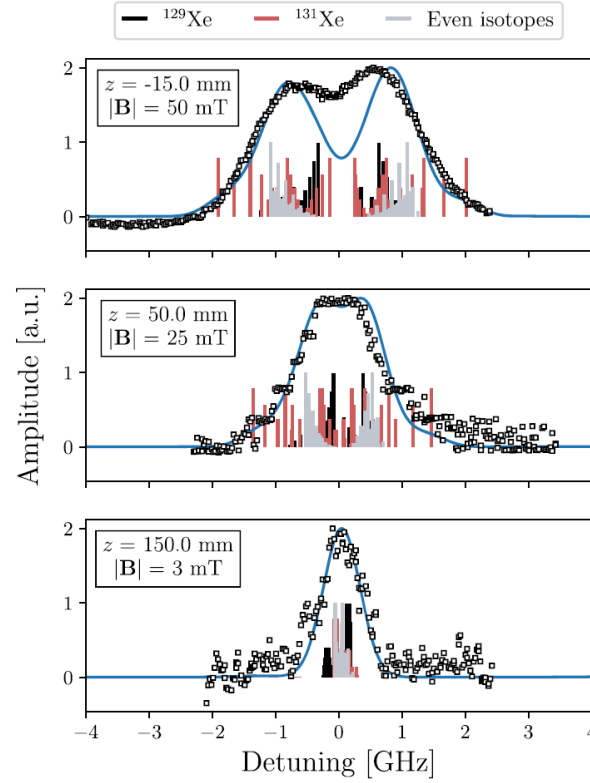 ¹²⁹Xe ¹³¹Xe Even isotopes
2
1
0
z = -15.0 mm
|B| = 50 mT
2
1
0
z = 50.0 mm
|B| = 25 mT
Amplitude [a.u.]
2
1
0
z = 150.0 mm
|B| = 3 mT
−4 −3 −2 −1 0 1 2 3 4
Detuning [GHz]